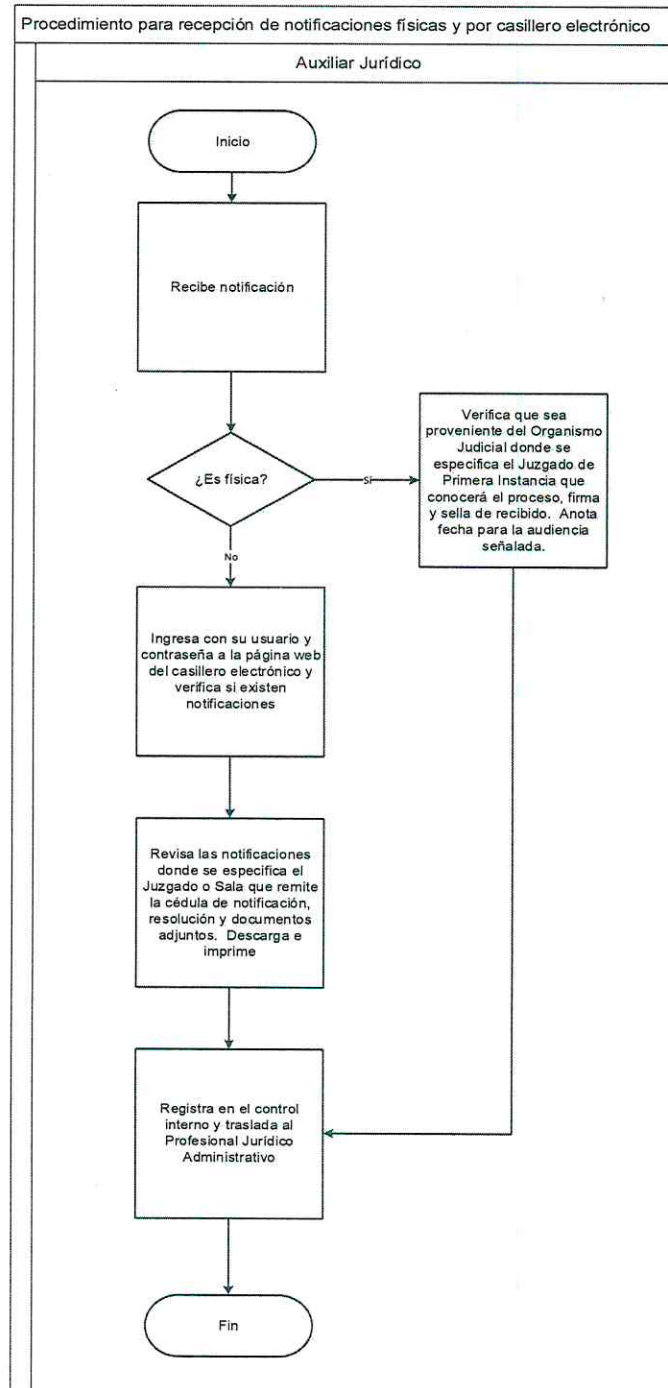 Procedimiento para recepción de notificaciones físicas y por casillero electrónico
Auxiliar Jurídico
Inicio
Recibe notificación
¿Es física?
Sí
Verifica que sea
proveniente del Organismo
Judicial donde se
especifica el Juzgado de
Primera Instancia que
conocerá el proceso, firma
y sella de recibido. Anota
fecha para la audiencia
señalada.
No
Ingresa con su usuario y
contraseña a la página web
del casillero electrónico y
verifica si existen
notificaciones
Revisa las notificaciones
donde se especifica el
Juzgado o Sala que remite
la cédula de notificación,
resolución y documentos
adjuntos. Descarga e
imprime
Registra en el control
interno y traslada al
Profesional Jurídico
Administrativo
Fin